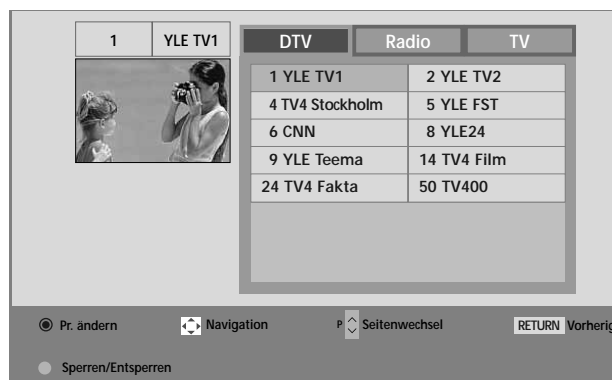 1 YLE TV1
DTV Radio TV
1 YLE TV1 2 YLE TV2
4 TV4 Stockholm 5 YLE FST
6 CNN 8 YLE24
9 YLE Teema 14 TV4 Film
24 TV4 Fakta 50 TV400
Pr. ändern Navigation P Seitenwechsel RETURN Vorherig
Sperren/Entsperren